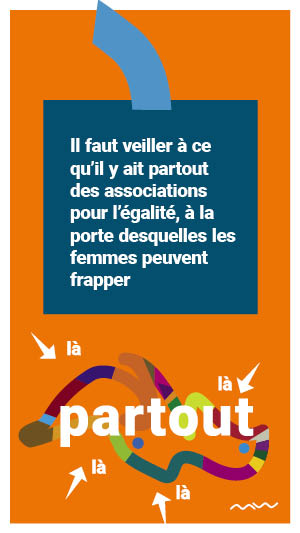 Il faut veiller à ce
qu'il y ait partout
des associations
pour l'égalité, à la
porte desquelles les
femmes peuvent
frapper
là
là
partout
là
là